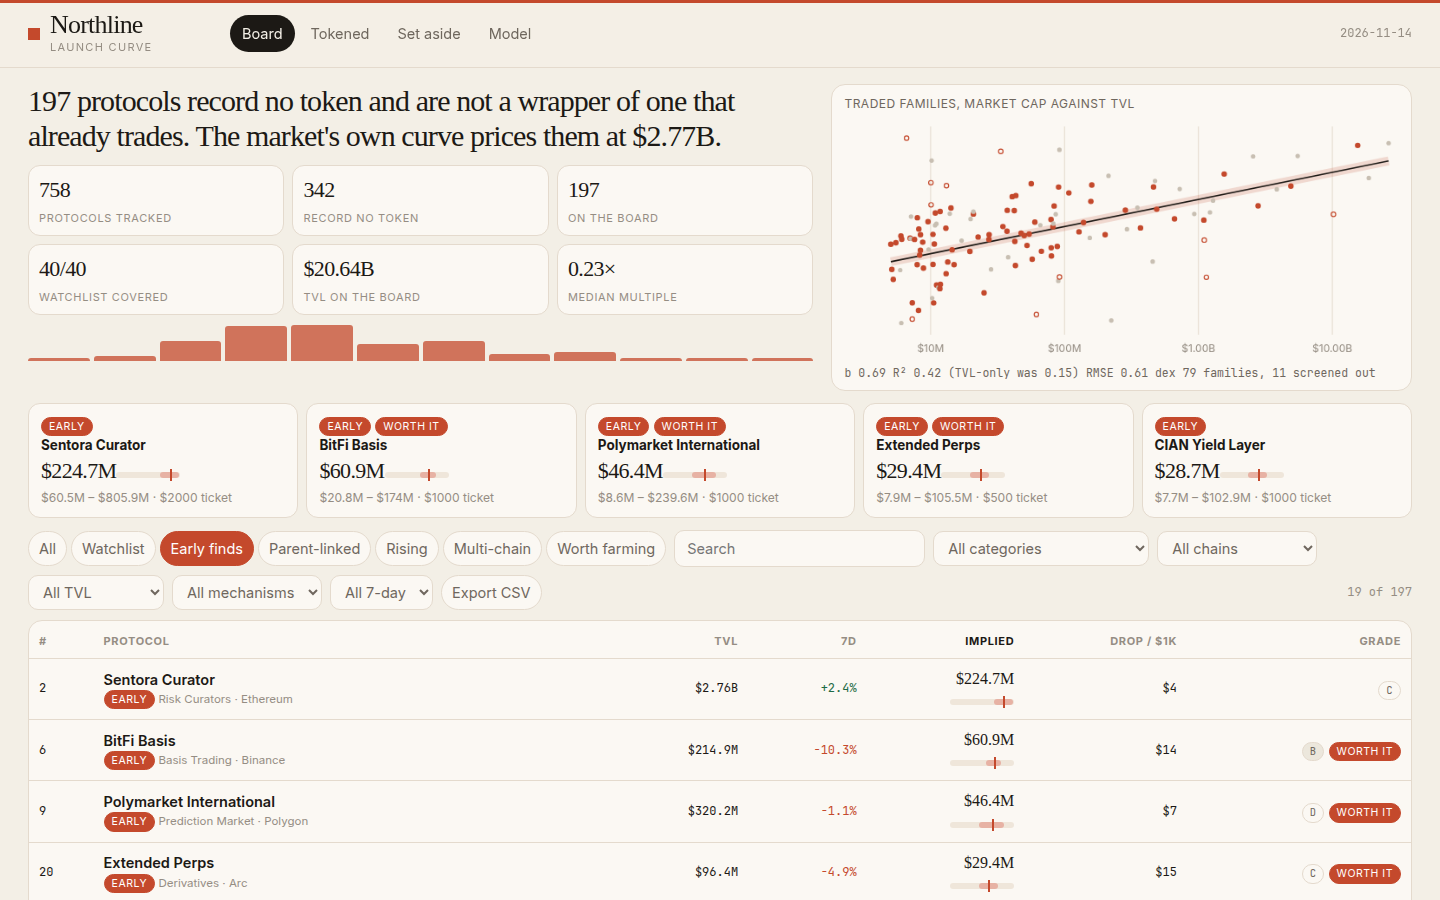 Northline
LAUNCH CURVE
Board
Tokened
Set aside
Model
2026-11-14
197 protocols record no token and are not a wrapper of one that
already trades. The market's own curve prices them at $2.77B.
758
PROTOCOLS TRACKED
342
RECORD NO TOKEN
197
ON THE BOARD
40/40
WATCHLIST COVERED
$20.64B
TVL ON THE BOARD
0.23×
MEDIAN MULTIPLE
TRADED FAMILIES, MARKET CAP AGAINST TVL
$10M
$100M
$1.00B
$10.00B
b 0.69 R² 0.42 (TVL-only was 0.15) RMSE 0.61 dex 79 families, 11 screened out
EARLY
Sentora Curator
$224.7M
$60.5M – $805.9M · $2000 ticket
EARLY WORTH IT
BitFi Basis
$60.9M
$20.8M – $174M · $1000 ticket
EARLY WORTH IT
Polymarket International
$46.4M
$8.6M – $239.6M · $1000 ticket
EARLY WORTH IT
Extended Perps
$29.4M
$7.9M – $105.5M · $500 ticket
EARLY
CIAN Yield Layer
$28.7M
$7.7M – $102.9M · $1000 ticket
All
Watchlist
Early finds
Parent-linked
Rising
Multi-chain
Worth farming
Search
All categories
All chains
All TVL
All mechanisms
All 7-day
Export CSV
19 of 197
# PROTOCOL TVL 7D IMPLIED DROP / $1K GRADE
2 Sentora Curator $2.76B +2.4% $224.7M $4 C
EARLY Risk Curators · Ethereum
6 BitFi Basis $214.9M -10.3% $60.9M $14 B WORTH IT
EARLY Basis Trading · Binance
9 Polymarket International $320.2M -1.1% $46.4M $7 D WORTH IT
EARLY Prediction Market · Polygon
20 Extended Perps $96.4M -4.9% $29.4M $15 C WORTH IT
EARLY Derivatives · Arc